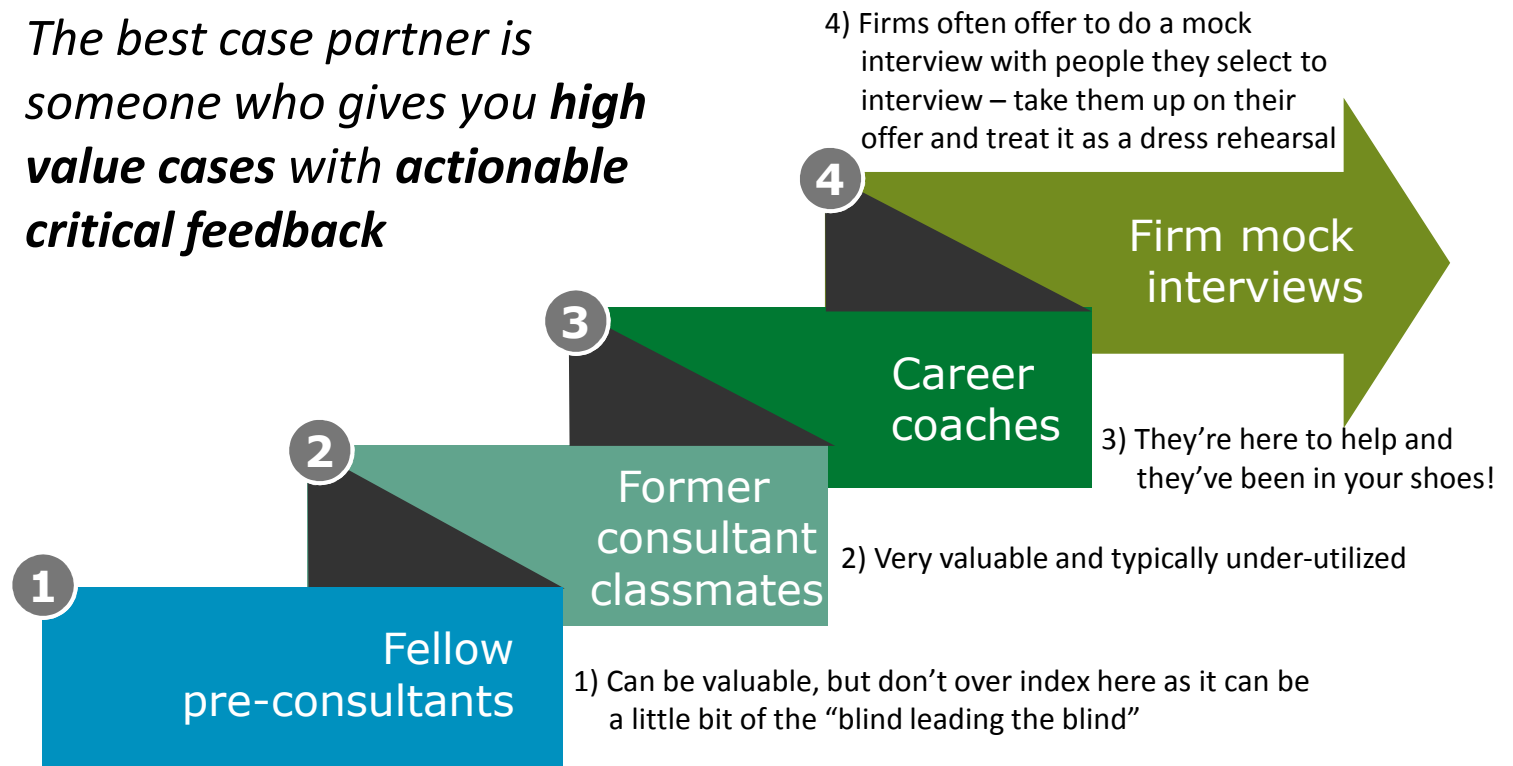 The best case partner is
someone who gives you high
value cases with actionable
critical feedback
4) Firms often offer to do a mock
interview with people they select to
interview – take them up on their
offer and treat it as a dress rehearsal
4
Firm mock
interviews
3
Career
coaches
3) They’re here to help and
they’ve been in your shoes!
2
Former
consultant
classmates
2) Very valuable and typically under-utilized
1
Fellow
pre-consultants
1) Can be valuable, but don’t over index here as it can be
a little bit of the “blind leading the blind”